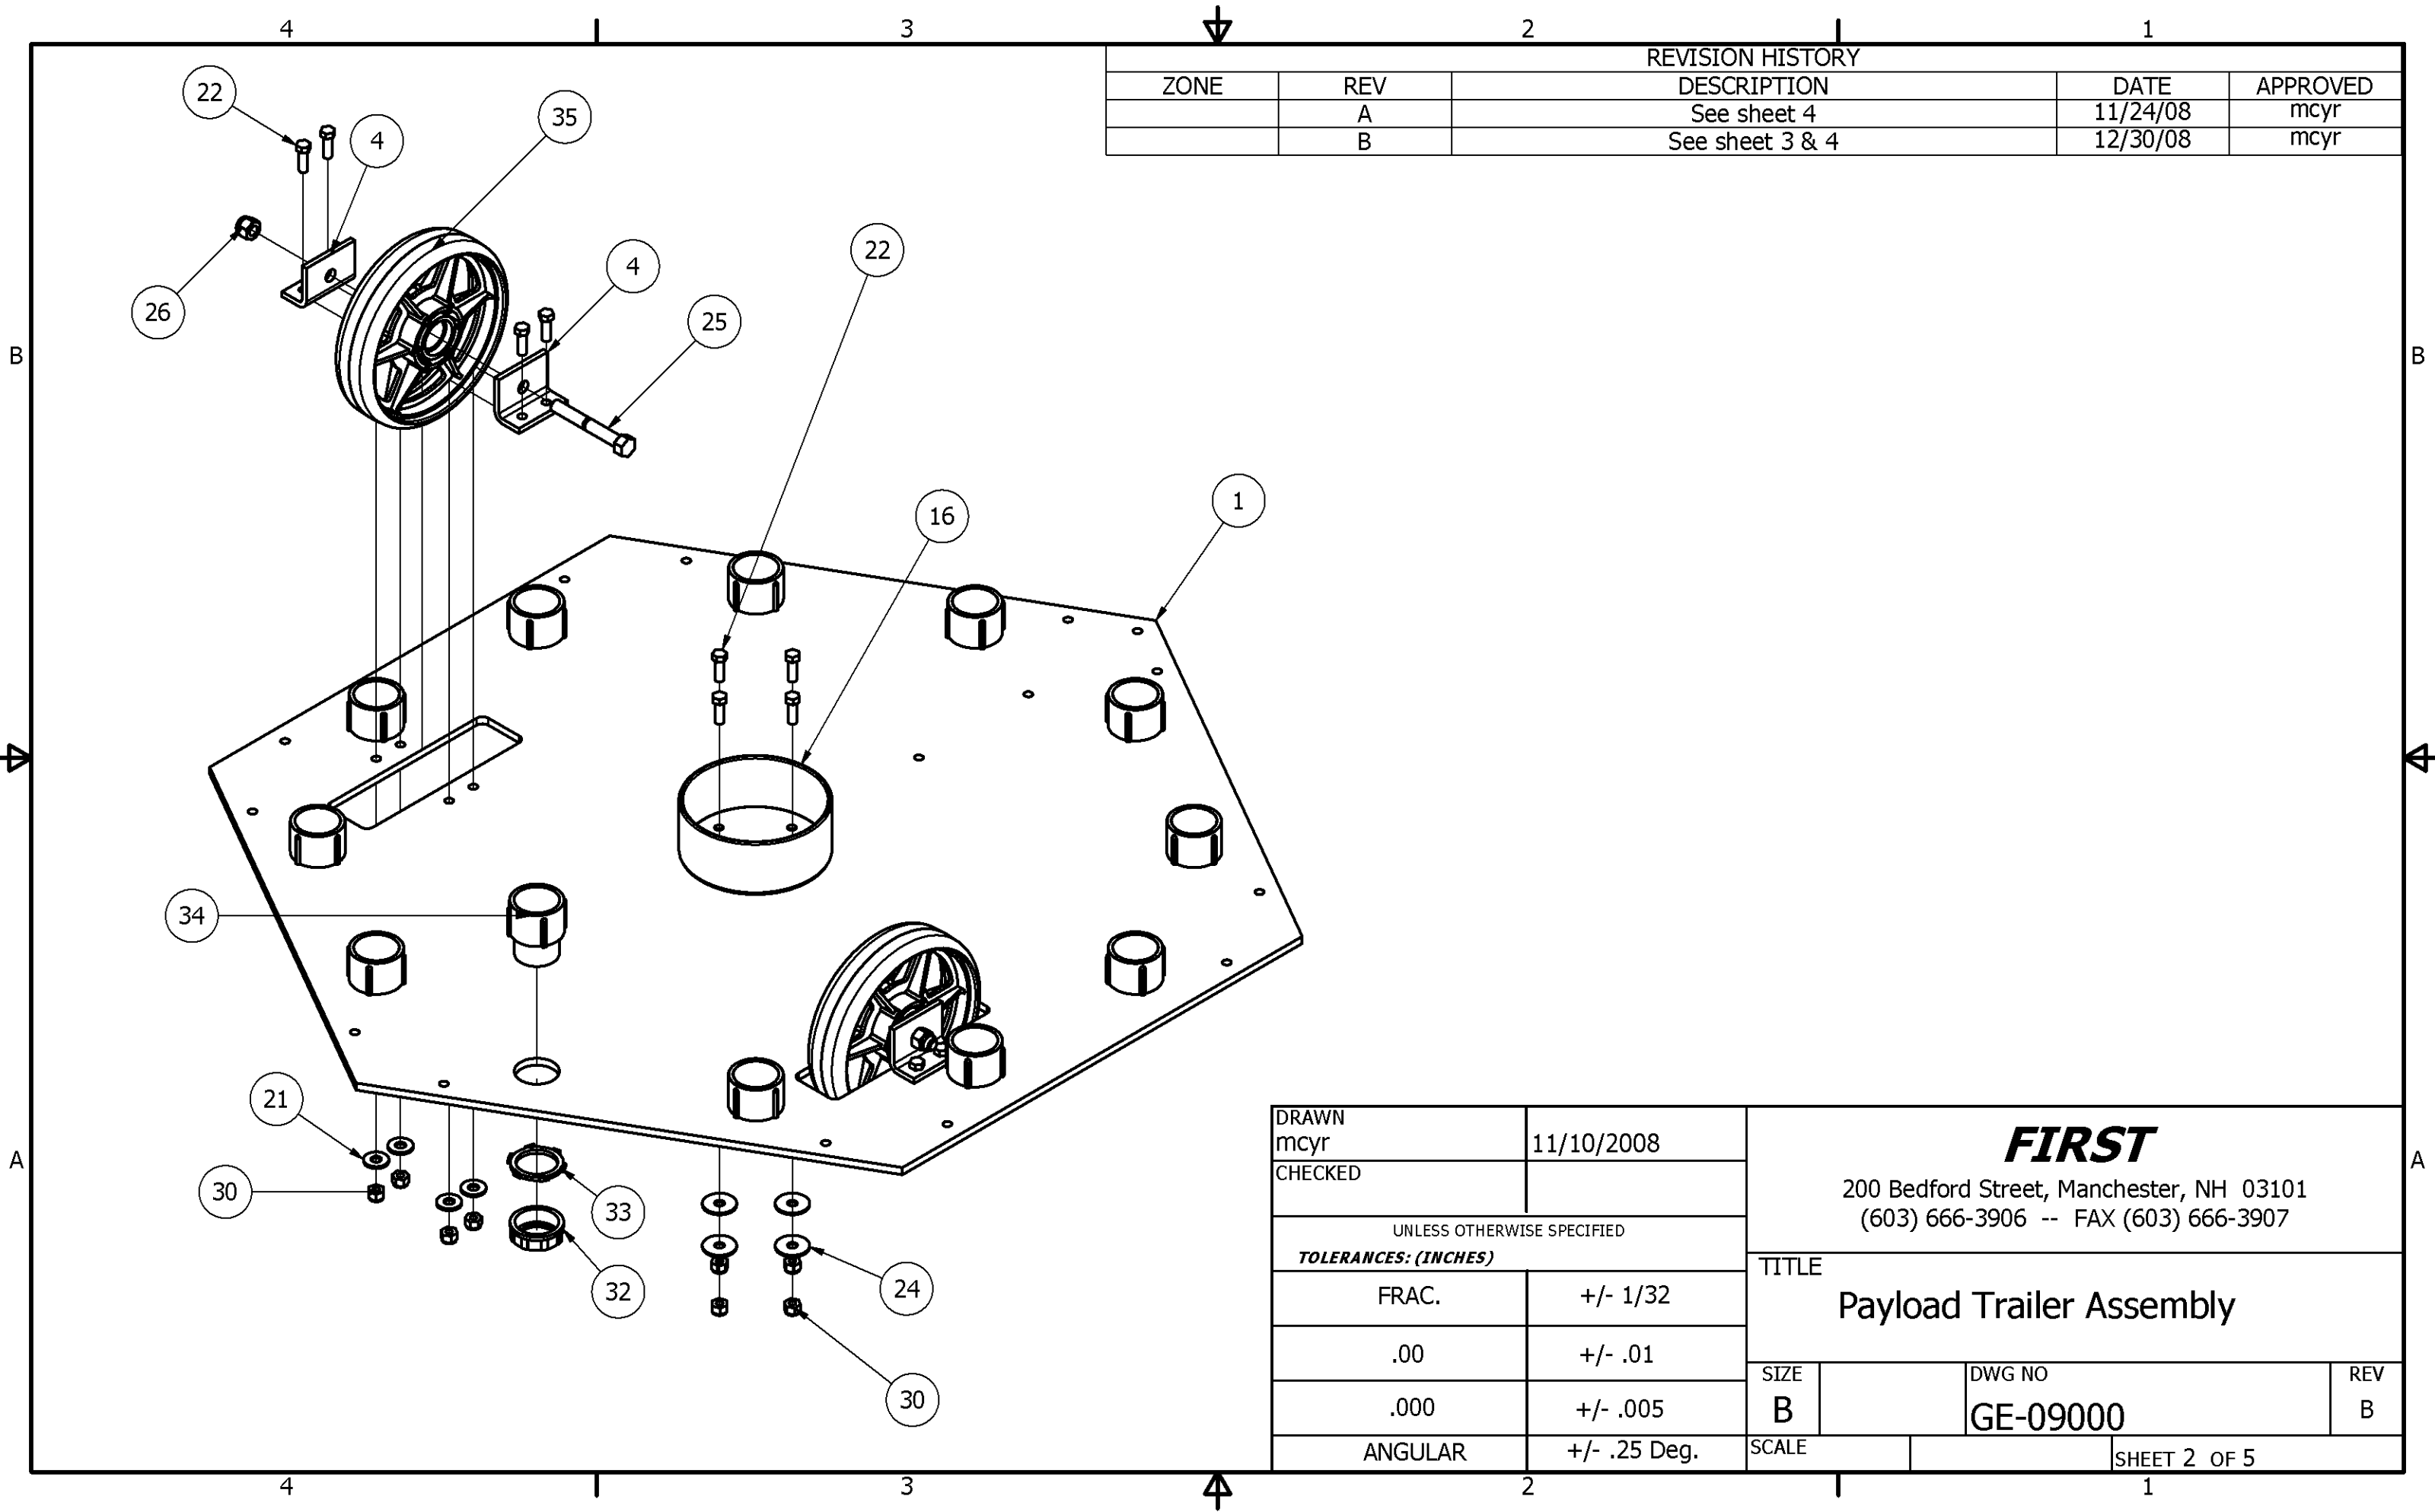 4 3 2 1
REVISION HISTORY
ZONE REV DESCRIPTION DATE APPROVED
A See sheet 4 11/24/08 mcyr
B See sheet 3 & 4 12/30/08 mcyr
22
35
4
22
4
26
25
B B
1
16
34
21
30
33
32
24
30
A A
DRAWN
mcyr 11/10/2008
CHECKED
UNLESS OTHERWISE SPECIFIED
TOLERANCES: (INCHES)
FRAC. +/- 1/32
.00 +/- .01
.000 +/- .005
ANGULAR +/- .25 Deg.
FIRST
200 Bedford Street, Manchester, NH 03101
(603) 666-3906 -- FAX (603) 666-3907
TITLE
Payload Trailer Assembly
SIZE DWG NO REV
B GE-09000 B
SCALE SHEET 2 OF 5
4 3 2 1